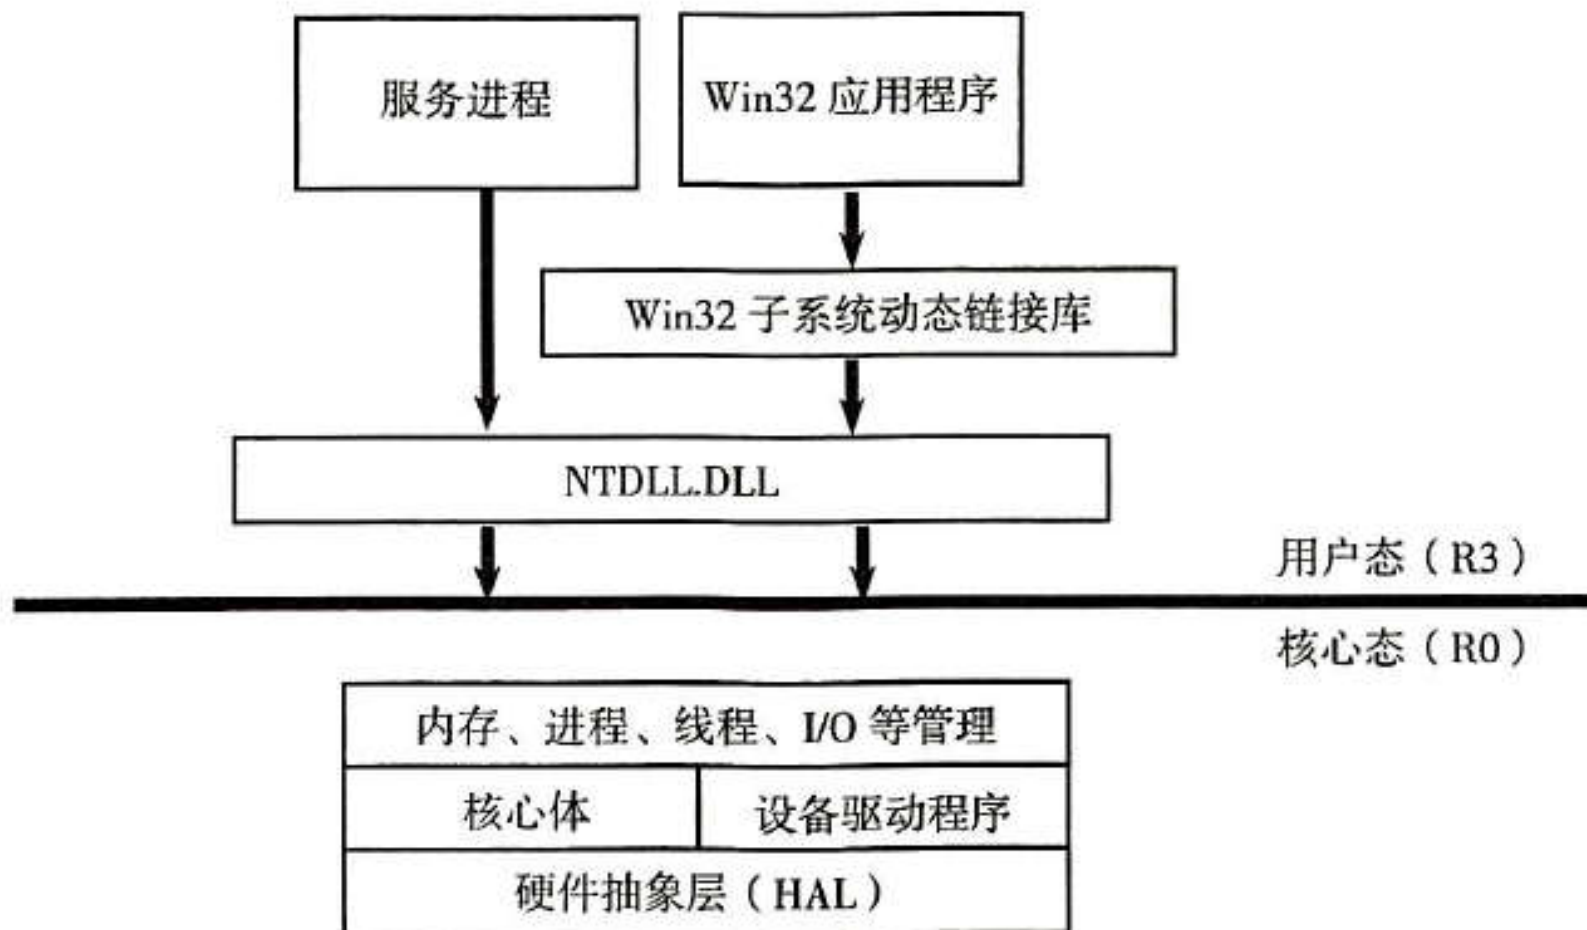 服务进程
Win32 应用程序
Win32 子系统动态链接库
NTDLL.DLL
用户态（R3）
核心态（R0）
内存、进程、线程、I/O 等管理
核心体
设备驱动程序
硬件抽象层（HAL）